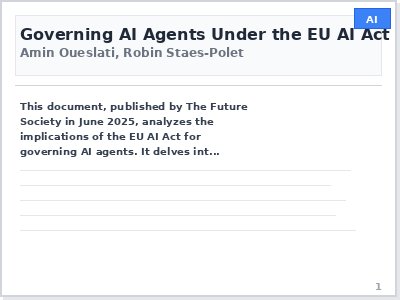 AI
Governing AI Agents Under the EU AI Act
Amin Oueslati, Robin Staes-Polet
This document, published by The Future
Society in June 2025, analyzes the
implications of the EU AI Act for
governing AI agents. It delves int...
1